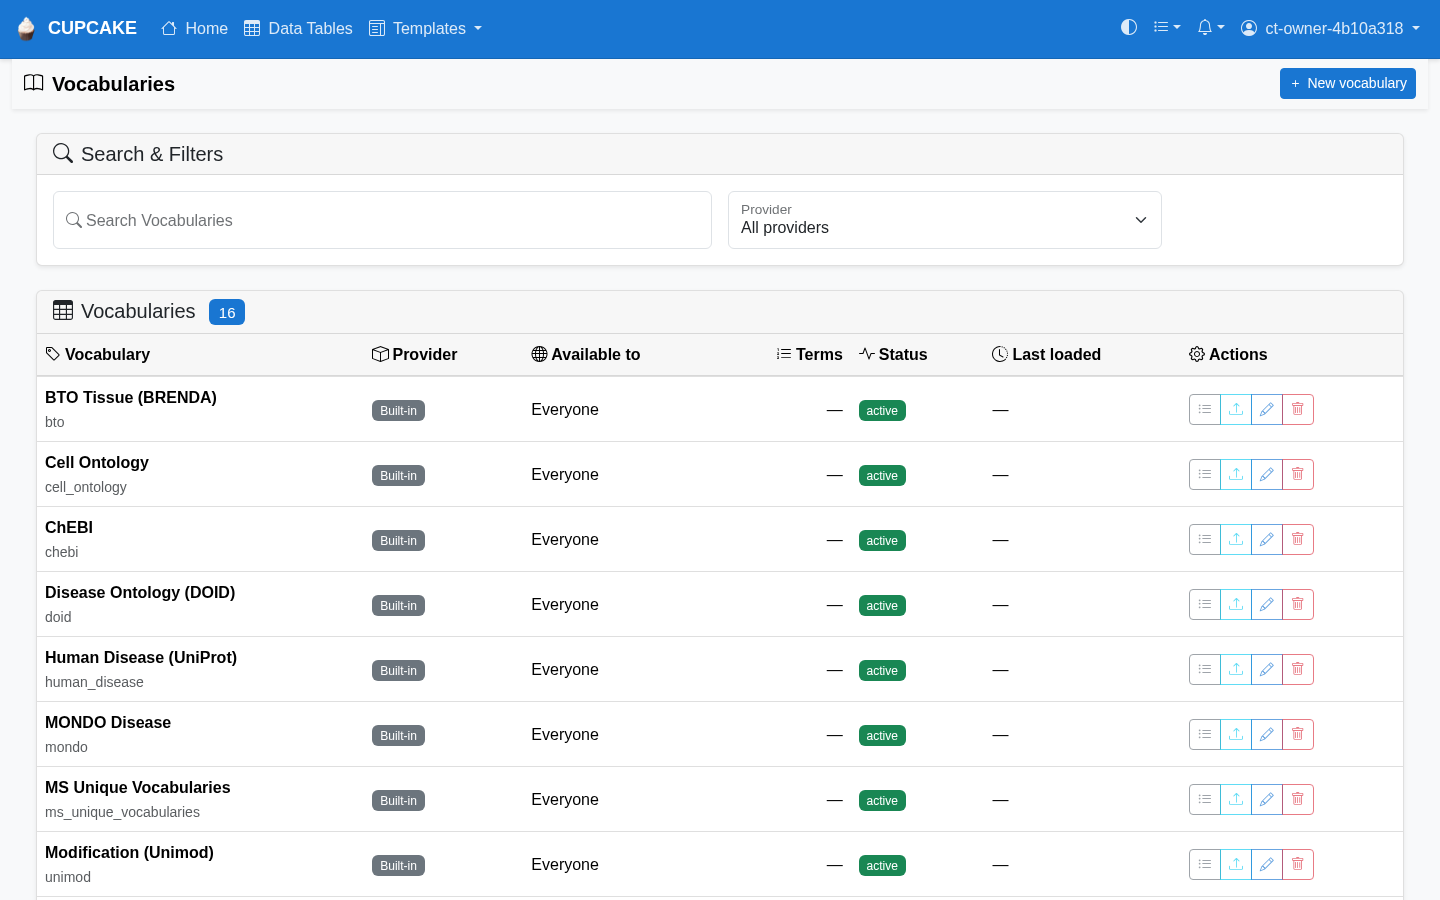 CUPCAKE Home Data Tables Templates ct-owner-4b10a318
Vocabularies
+ New vocabulary
Search & Filters
Search Vocabularies
Provider
All providers
Vocabularies 16
Vocabulary Provider Available to Terms Status Last loaded Actions
BTO Tissue (BRENDA)
bto
Built-in Everyone — active —
Cell Ontology
cell_ontology
Built-in Everyone — active —
ChEBI
chebi
Built-in Everyone — active —
Disease Ontology (DOID)
doid
Built-in Everyone — active —
Human Disease (UniProt)
human_disease
Built-in Everyone — active —
MONDO Disease
mondo
Built-in Everyone — active —
MS Unique Vocabularies
ms_unique_vocabularies
Built-in Everyone — active —
Modification (Unimod)
unimod
Built-in Everyone — active —